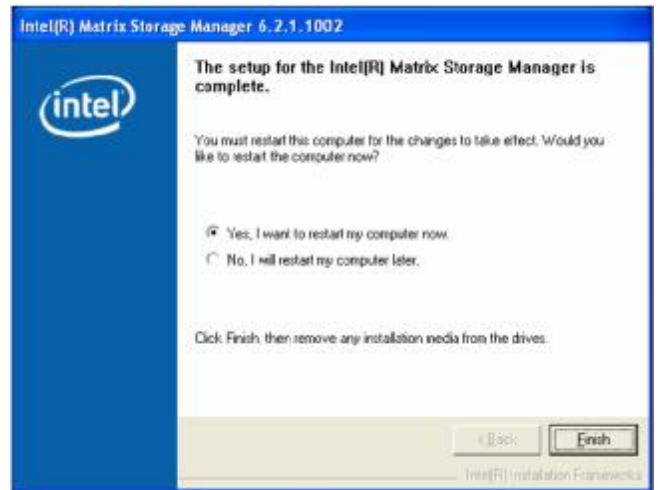 Intel(R) Matrix Storage Manager 6.2.1.1002
intel
The setup for the Intel(R) Matrix Storage Manager is
complete.
You must restart this computer for the changes to take effect. Would you
like to restart the computer now?
Yes, I want to restart my computer now.
No, I will restart my computer later.
Click Finish, then remove any installation media from the drives.
< Back
Finish
Intel(R) Installation Frameworks